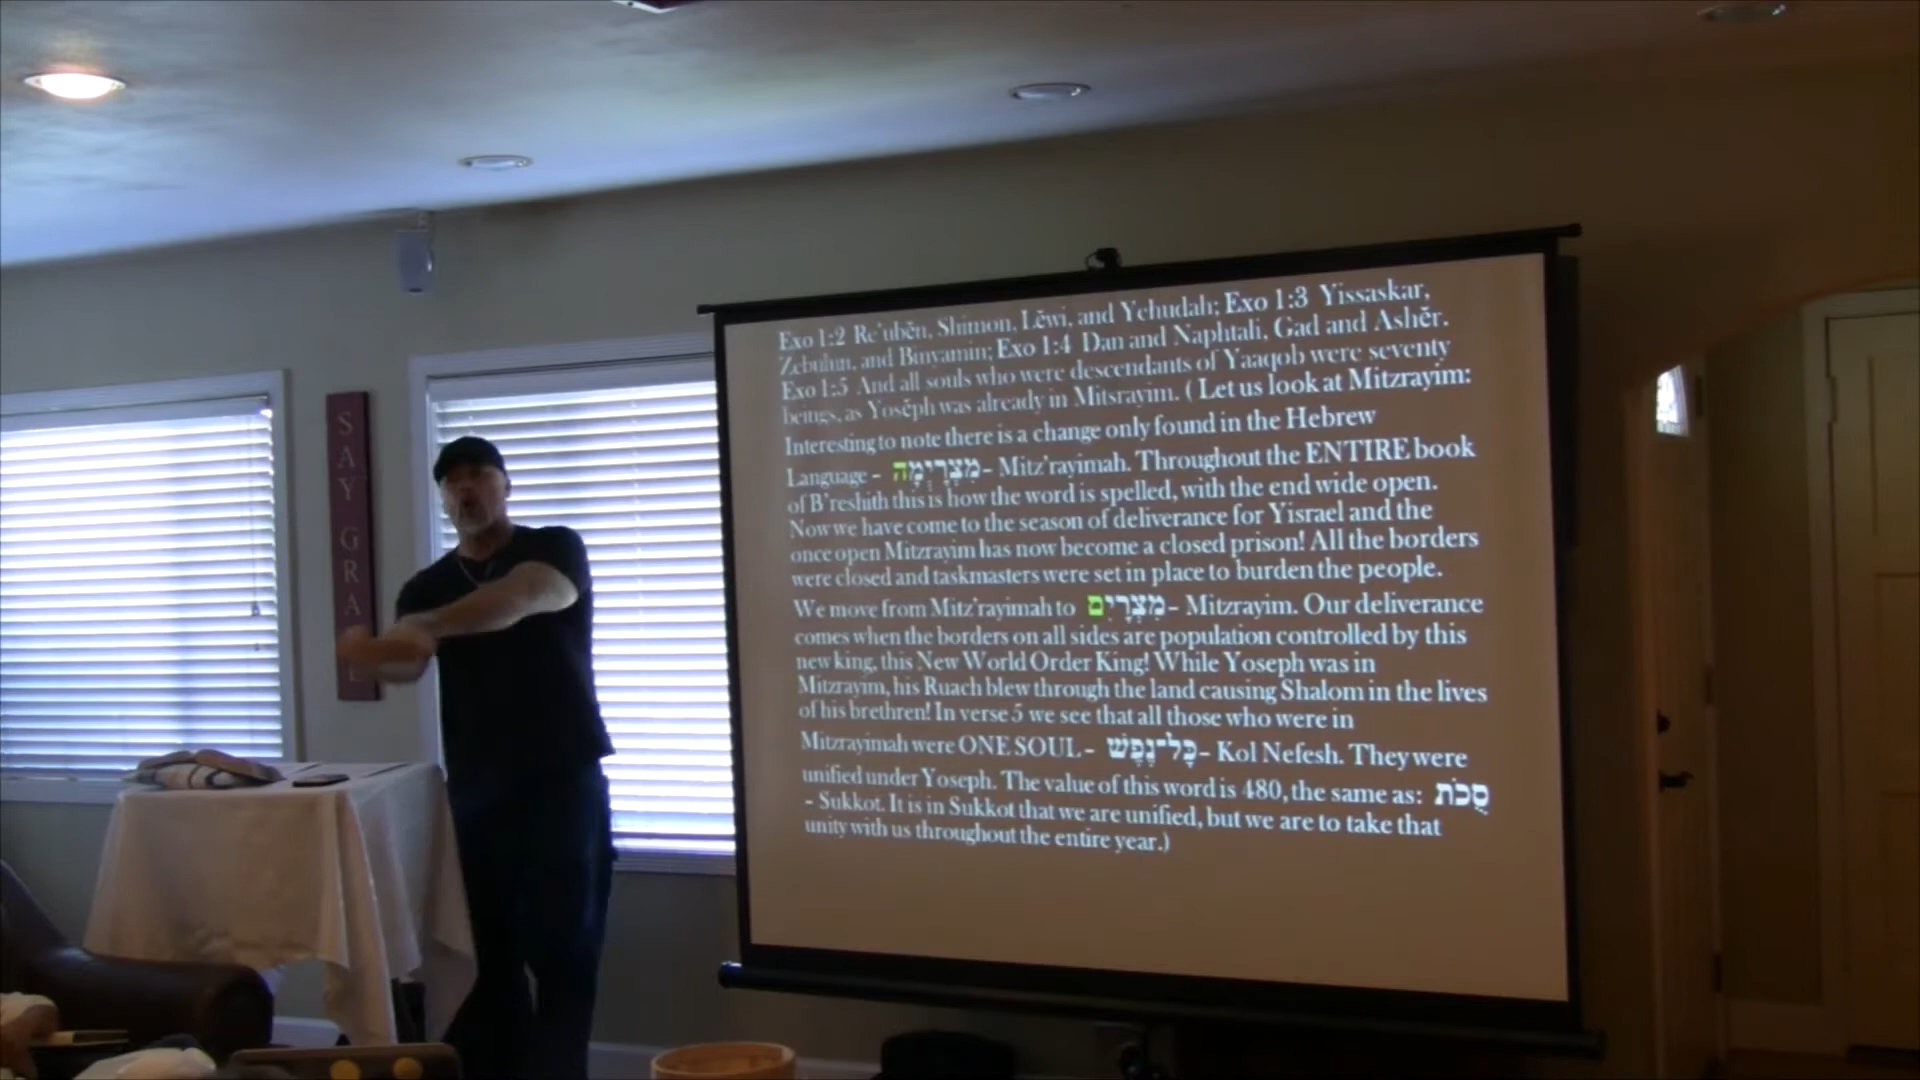 SAY GRA
Exo 1:2 Re'ubĕn, Shimon, Lĕwi, and Yehudah; Exo 1:3 Yissaskar,
Zebulun, and Binyamin; Exo 1:4 Dan and Naphtali, Gad and Ashĕr.
Exo 1:5 And all souls who were descendants of Yaaqob were seventy
beings, as Yosĕph was already in Mitsrayim. ( Let us look at Mitzrayim:
Interesting to note there is a change only found in the Hebrew
Language - מִצְרָיְמָה - Mitz'rayimah. Throughout the ENTIRE book
of B'reshith this is how the word is spelled, with the end wide open.
Now we have come to the season of deliverance for Yisrael and the
once open Mitzrayim has now become a closed prison! All the borders
were closed and taskmasters were set in place to burden the people.
We move from Mitz'rayimah to מִצְרָיִם - Mitzrayim. Our deliverance
comes when the borders on all sides are population controlled by this
new king, this New World Order King! While Yoseph was in
Mitzrayim, his Ruach blew through the land causing Shalom in the lives
of his brethren! In verse 5 we see that all those who were in
Mitzrayimah were ONE SOUL - כָּל־נֶפֶשׁ - Kol Nefesh. They were
unified under Yoseph. The value of this word is 480, the same as: סֻכֹּת
- Sukkot. It is in Sukkot that we are unified, but we are to take that
unity with us throughout the entire year.)